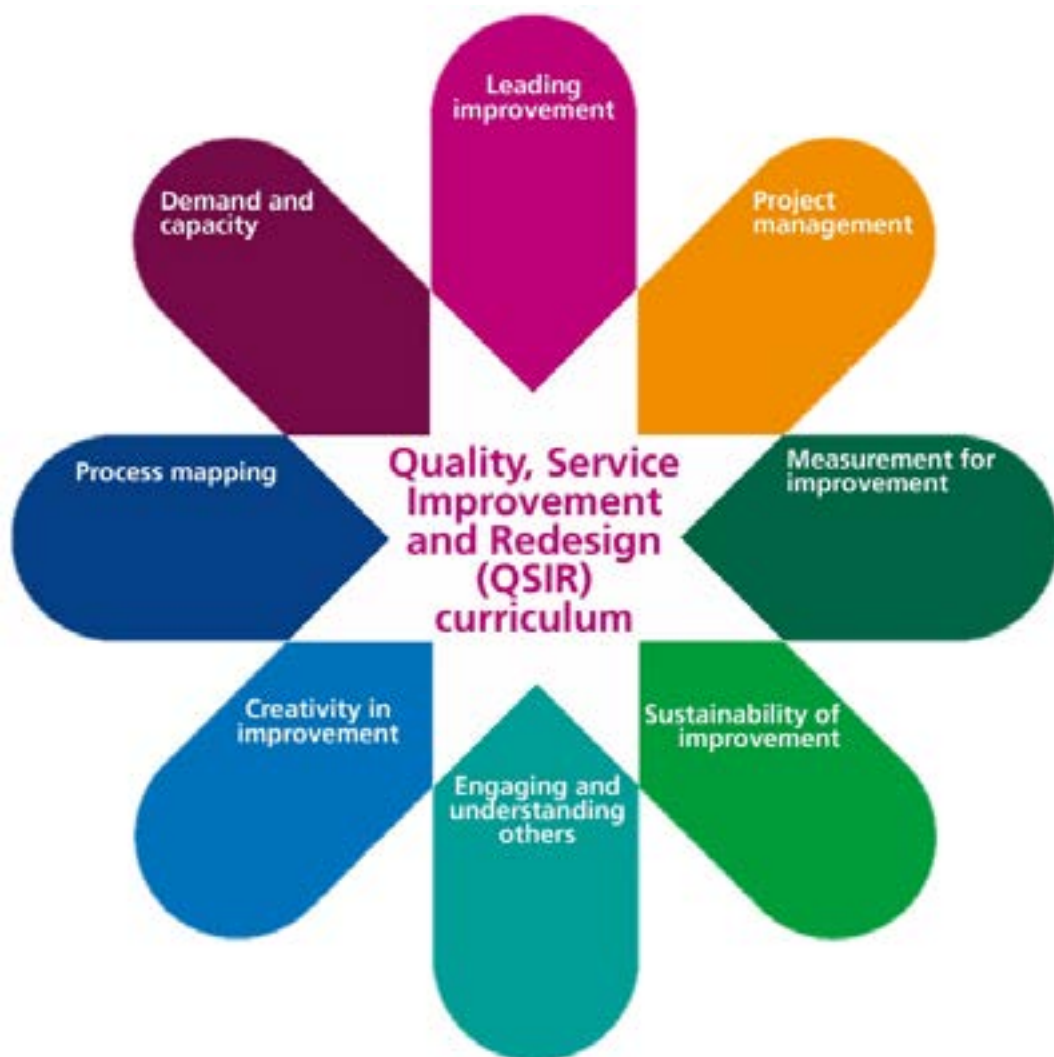 Leading
improvement
Project
management
Measurement for
improvement
Sustainability of
improvement
Engaging and
understanding
others
Creativity in
improvement
Process mapping
Demand and
capacity
Quality, Service
Improvement
and Redesign
(QSIR)
curriculum